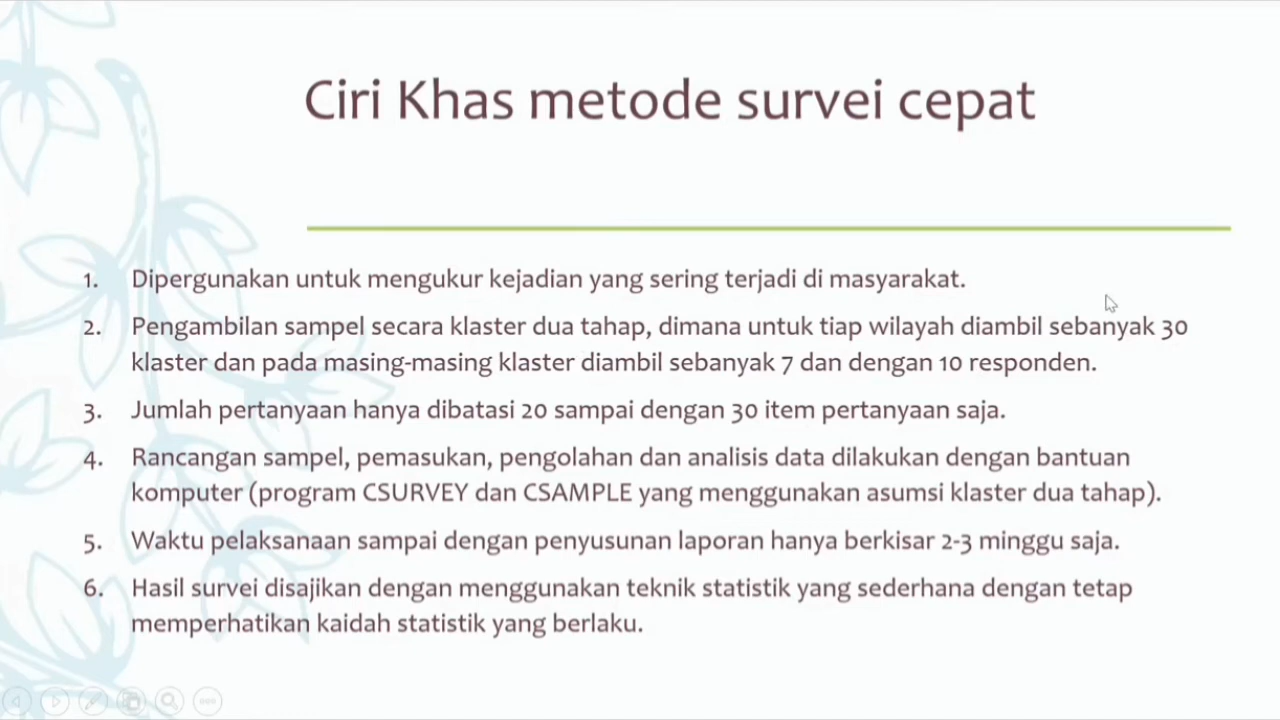 Ciri Khas metode survei cepat
1. Dipergunakan untuk mengukur kejadian yang sering terjadi di masyarakat.
2. Pengambilan sampel secara klaster dua tahap, dimana untuk tiap wilayah diambil sebanyak 30
klaster dan pada masing-masing klaster diambil sebanyak 7 dan dengan 10 responden.
3. Jumlah pertanyaan hanya dibatasi 20 sampai dengan 30 item pertanyaan saja.
4. Rancangan sampel, pemasukan, pengolahan dan analisis data dilakukan dengan bantuan
komputer (program CSURVEY dan CSAMPLE yang menggunakan asumsi klaster dua tahap).
5. Waktu pelaksanaan sampai dengan penyusunan laporan hanya berkisar 2-3 minggu saja.
6. Hasil survei disajikan dengan menggunakan teknik statistik yang sederhana dengan tetap
memperhatikan kaidah statistik yang berlaku.